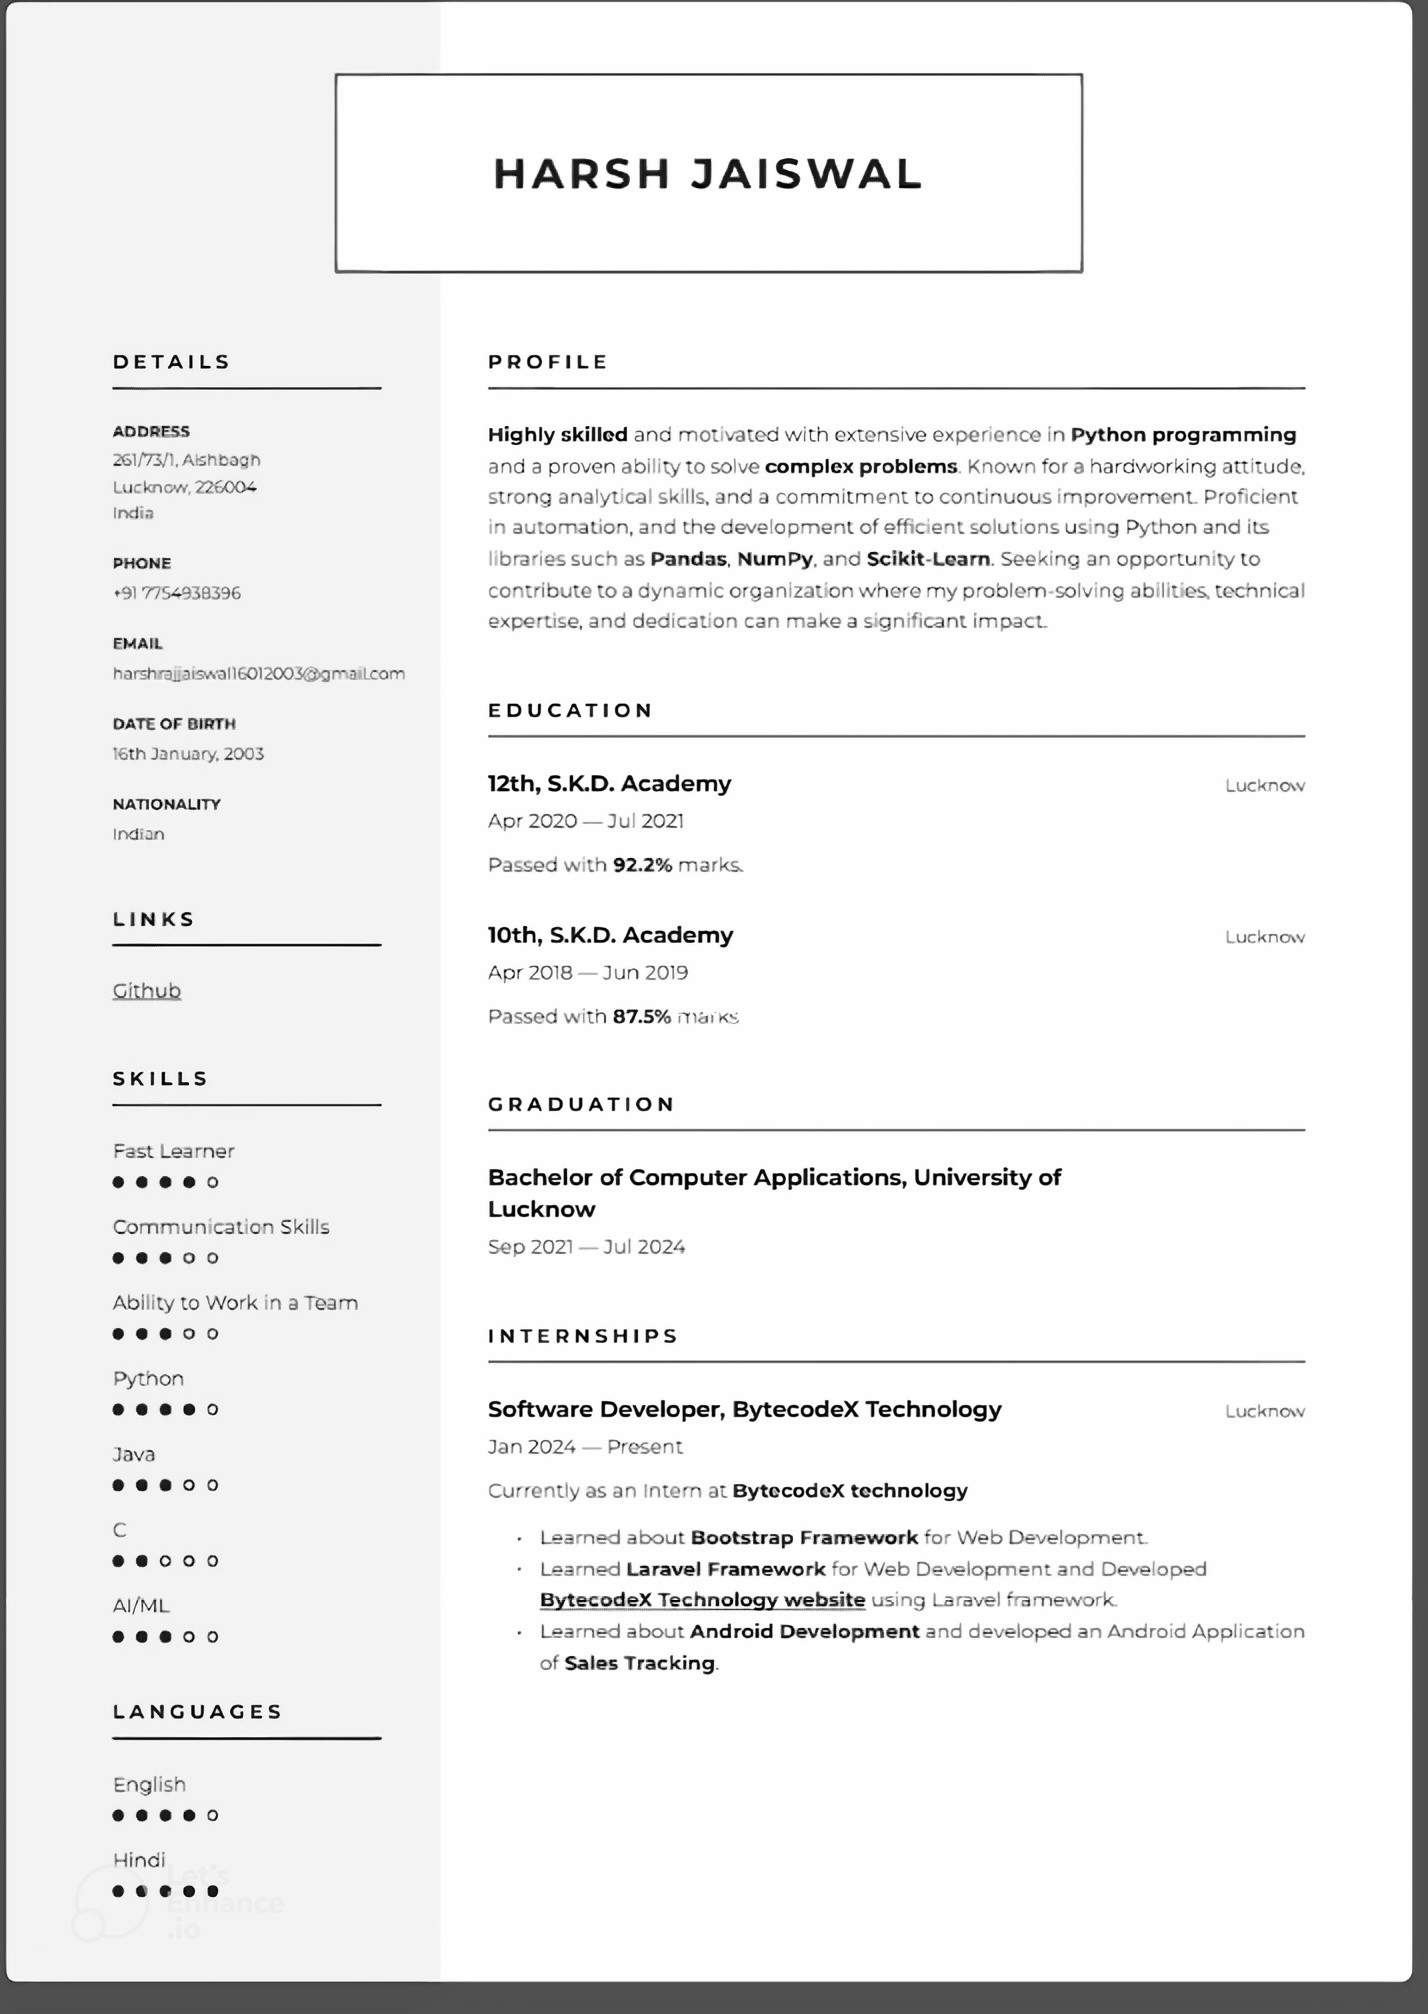 HARSH JAISWAL
DETAILS
ADDRESS
261/73/1, Aishbagh
Lucknow, 226004
India
PHONE
+91 7754938396
EMAIL
harshrajjaiswal16012003@gmail.com
DATE OF BIRTH
16th January, 2003
NATIONALITY
Indian
LINKS
Github
SKILLS
Fast Learner
Communication Skills
Ability to Work in a Team
Python
Java
C
AI/ML
LANGUAGES
English
Hindi
Let's
Enhance
.io
PROFILE
Highly skilled and motivated with extensive experience in Python programming
and a proven ability to solve complex problems. Known for a hardworking attitude,
strong analytical skills, and a commitment to continuous improvement. Proficient
in automation, and the development of efficient solutions using Python and its
libraries such as Pandas, NumPy, and Scikit-Learn. Seeking an opportunity to
contribute to a dynamic organization where my problem-solving abilities, technical
expertise, and dedication can make a significant impact.
EDUCATION
12th, S.K.D. Academy
Lucknow
Apr 2020 — Jul 2021
Passed with 92.2% marks.
10th, S.K.D. Academy
Lucknow
Apr 2018 — Jun 2019
Passed with 87.5% marks
GRADUATION
Bachelor of Computer Applications, University of
Lucknow
Sep 2021 — Jul 2024
INTERNSHIPS
Software Developer, BytecodeX Technology
Lucknow
Jan 2024 — Present
Currently as an Intern at BytecodeX technology
• Learned about Bootstrap Framework for Web Development.
• Learned Laravel Framework for Web Development and Developed
BytecodeX Technology website using Laravel framework.
• Learned about Android Development and developed an Android Application
of Sales Tracking.